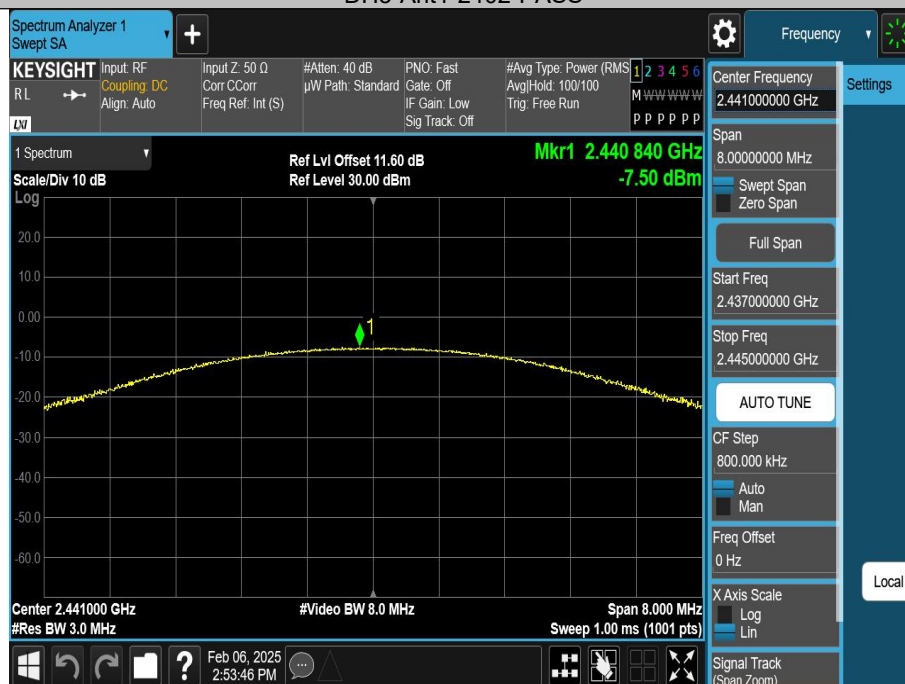 Spectrum Analyzer 1
Swept SA
Frequency
KEYSIGHT
RL
LXI
Input: RF
Coupling: DC
Align: Auto
Input Z: 50 Ω
Corr CCorr
Freq Ref: Int (S)
#Atten: 40 dB
µW Path: Standard
PNO: Fast
Gate: Off
IF Gain: Low
Sig Track: Off
#Avg Type: Power (RMS
Avg|Hold: 100/100
Trig: Free Run
1 2 3 4 5 6
M W W W W W
P P P P P P
1 Spectrum
Scale/Div 10 dB
Log
Ref Lvl Offset 11.60 dB
Ref Level 30.00 dBm
Mkr1 2.440 840 GHz
-7.50 dBm
20.0
10.0
0.00
-10.0
-20.0
-30.0
-40.0
-50.0
-60.0
1
Center 2.441000 GHz
#Res BW 3.0 MHz
#Video BW 8.0 MHz
Span 8.000 MHz
Sweep 1.00 ms (1001 pts)
Feb 06, 2025
2:53:46 PM
Center Frequency
2.441000000 GHz
Span
8.00000000 MHz
Swept Span
Zero Span
Full Span
Start Freq
2.437000000 GHz
Stop Freq
2.445000000 GHz
AUTO TUNE
CF Step
800.000 kHz
Auto
Man
Freq Offset
0 Hz
X Axis Scale
Log
Lin
Signal Track
(Span Zoom)
Settings
Local